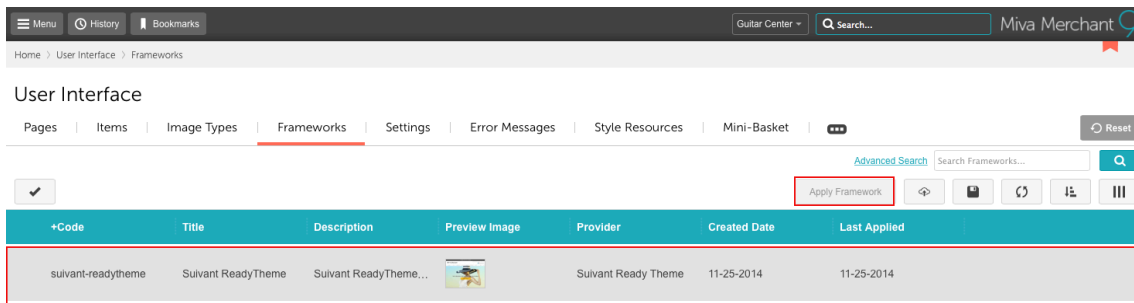 Menu History Bookmarks Guitar Center Search... Miva Merchant 9
Home > User Interface > Frameworks
User Interface
Pages Items Image Types Frameworks Settings Error Messages Style Resources Mini-Basket Reset
Advanced Search Search Frameworks...
Apply Framework
+Code Title Description Preview Image Provider Created Date Last Applied
suivant-readytheme Suivant ReadyTheme Suivant ReadyTheme... Suivant Ready Theme 11-25-2014 11-25-2014